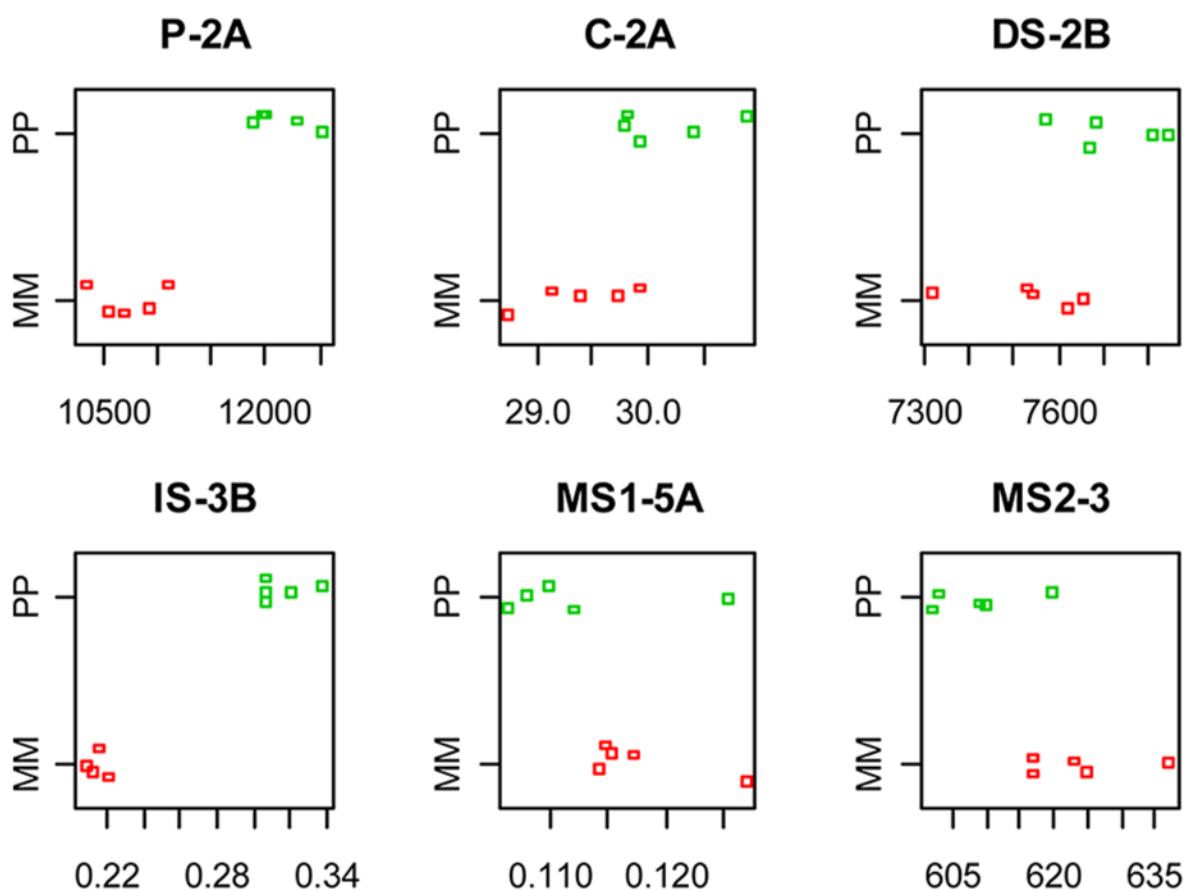 P-2A
C-2A
DS-2B
PP
MM
10500 12000
PP
MM
29.0 30.0
PP
MM
7300 7600
IS-3B
MS1-5A
MS2-3
PP
MM
0.22 0.28 0.34
PP
MM
0.110 0.120
PP
MM
605 620 635